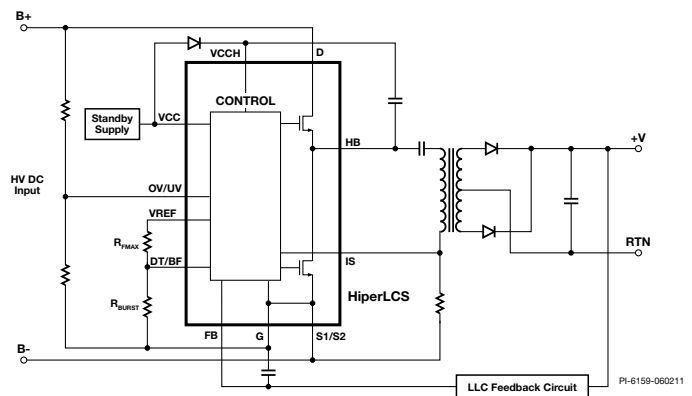 B+
VCCH
D
CONTROL
Standby
Supply
VCC
HB
+V
HV DC
Input
OV/UV
VREF
RFMAX
DT/BF
IS
RTN
HiperLCS
RBURST
FB
G
S1/S2
B-
LLC Feedback Circuit
PI-6159-060211